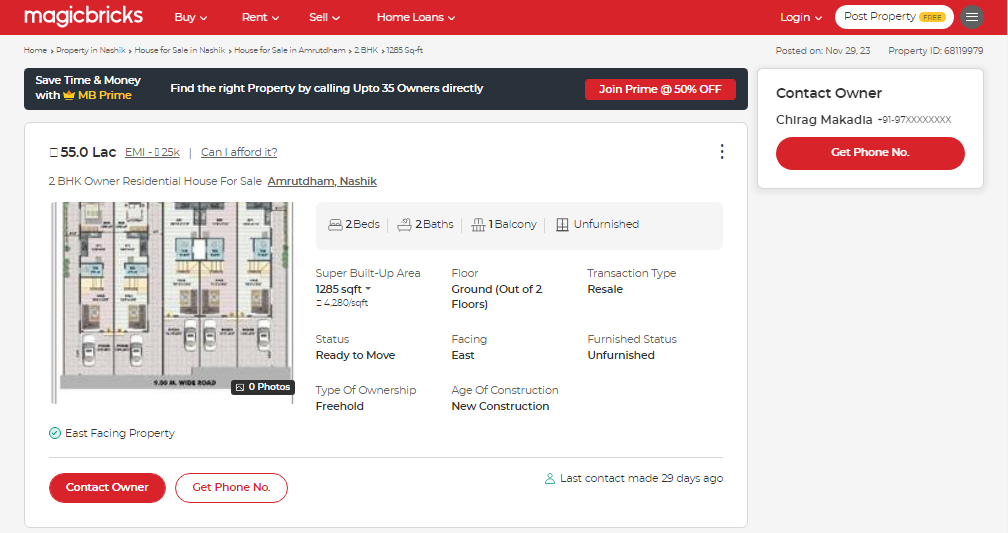 magicbricks
Buy
Rent
Sell
Home Loans
Login
Post Property FREE
Home > Property in Nashik > House for Sale in Nashik > House for Sale in Amrutdham > 2 BHK > 1285 Sq-ft
Posted on: Nov 29, 23 Property ID: 68119979
Save Time & Money
with MB Prime
Find the right Property by calling Upto 35 Owners directly
Join Prime @ 50% OFF
Contact Owner
Chirag Makadia +91-97XXXXXXXX
Get Phone No.
55.0 Lac EMI - 25k | Can I afford it?
2 BHK Owner Residential House For Sale Amrutdham, Nashik
9.00 M. WIDE ROAD
0 Photos
2 Beds
2 Baths
1 Balcony
Unfurnished
Super Built-Up Area
1285 sqft
4,280/sqft
Floor
Ground (Out of 2
Floors)
Transaction Type
Resale
Status
Ready to Move
Facing
East
Furnished Status
Unfurnished
Type Of Ownership
Freehold
Age Of Construction
New Construction
East Facing Property
Contact Owner
Get Phone No.
Last contact made 29 days ago